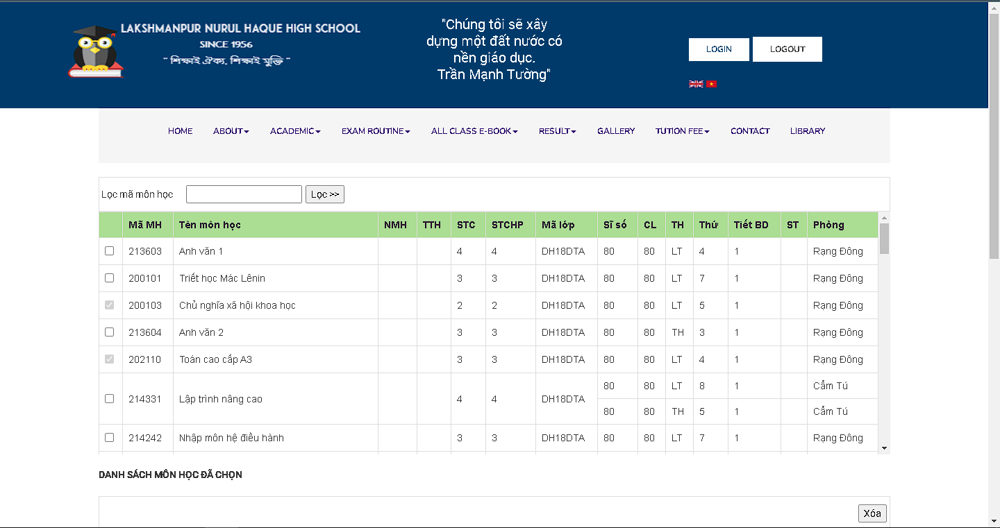 LAKSHMANPUR NURUL HAQUE HIGH SCHOOL
SINCE 1956
" শিক্ষাই ঐক্য, শিক্ষাই মুক্তি "
"Chúng tôi sẽ xây
dựng một đất nước có
nền giáo dục.
Trần Mạnh Tường"
LOGIN LOGOUT
HOME ABOUT ACADEMIC EXAM ROUTINE ALL CLASS E-BOOK RESULT GALLERY TUTION FEE CONTACT LIBRARY
Lọc mã môn học Lọc >>
Mã MH Tên môn học NMH TTH STC STCHP Mã lớp Sĩ số CL TH Thứ Tiết BD ST Phòng
213603 Anh văn 1 4 4 DH18DTA 80 80 LT 4 1 Rạng Đông
200101 Triết học Mác Lênin 3 3 DH18DTA 80 80 LT 7 1 Rạng Đông
200103 Chủ nghĩa xã hội khoa học 2 2 DH18DTA 80 80 LT 5 1 Rạng Đông
213604 Anh văn 2 3 3 DH18DTA 80 80 TH 3 1 Rạng Đông
202110 Toán cao cấp A3 3 3 DH18DTA 80 80 LT 4 1 Rạng Đông
214331 Lập trình nâng cao 4 4 DH18DTA 80 80 LT 8 1 Cẩm Tú
80 80 TH 5 1 Cẩm Tú
214242 Nhập môn hệ điều hành 3 3 DH18DTA 80 80 LT 7 1 Rạng Đông
DANH SÁCH MÔN HỌC ĐÃ CHỌN
Xóa